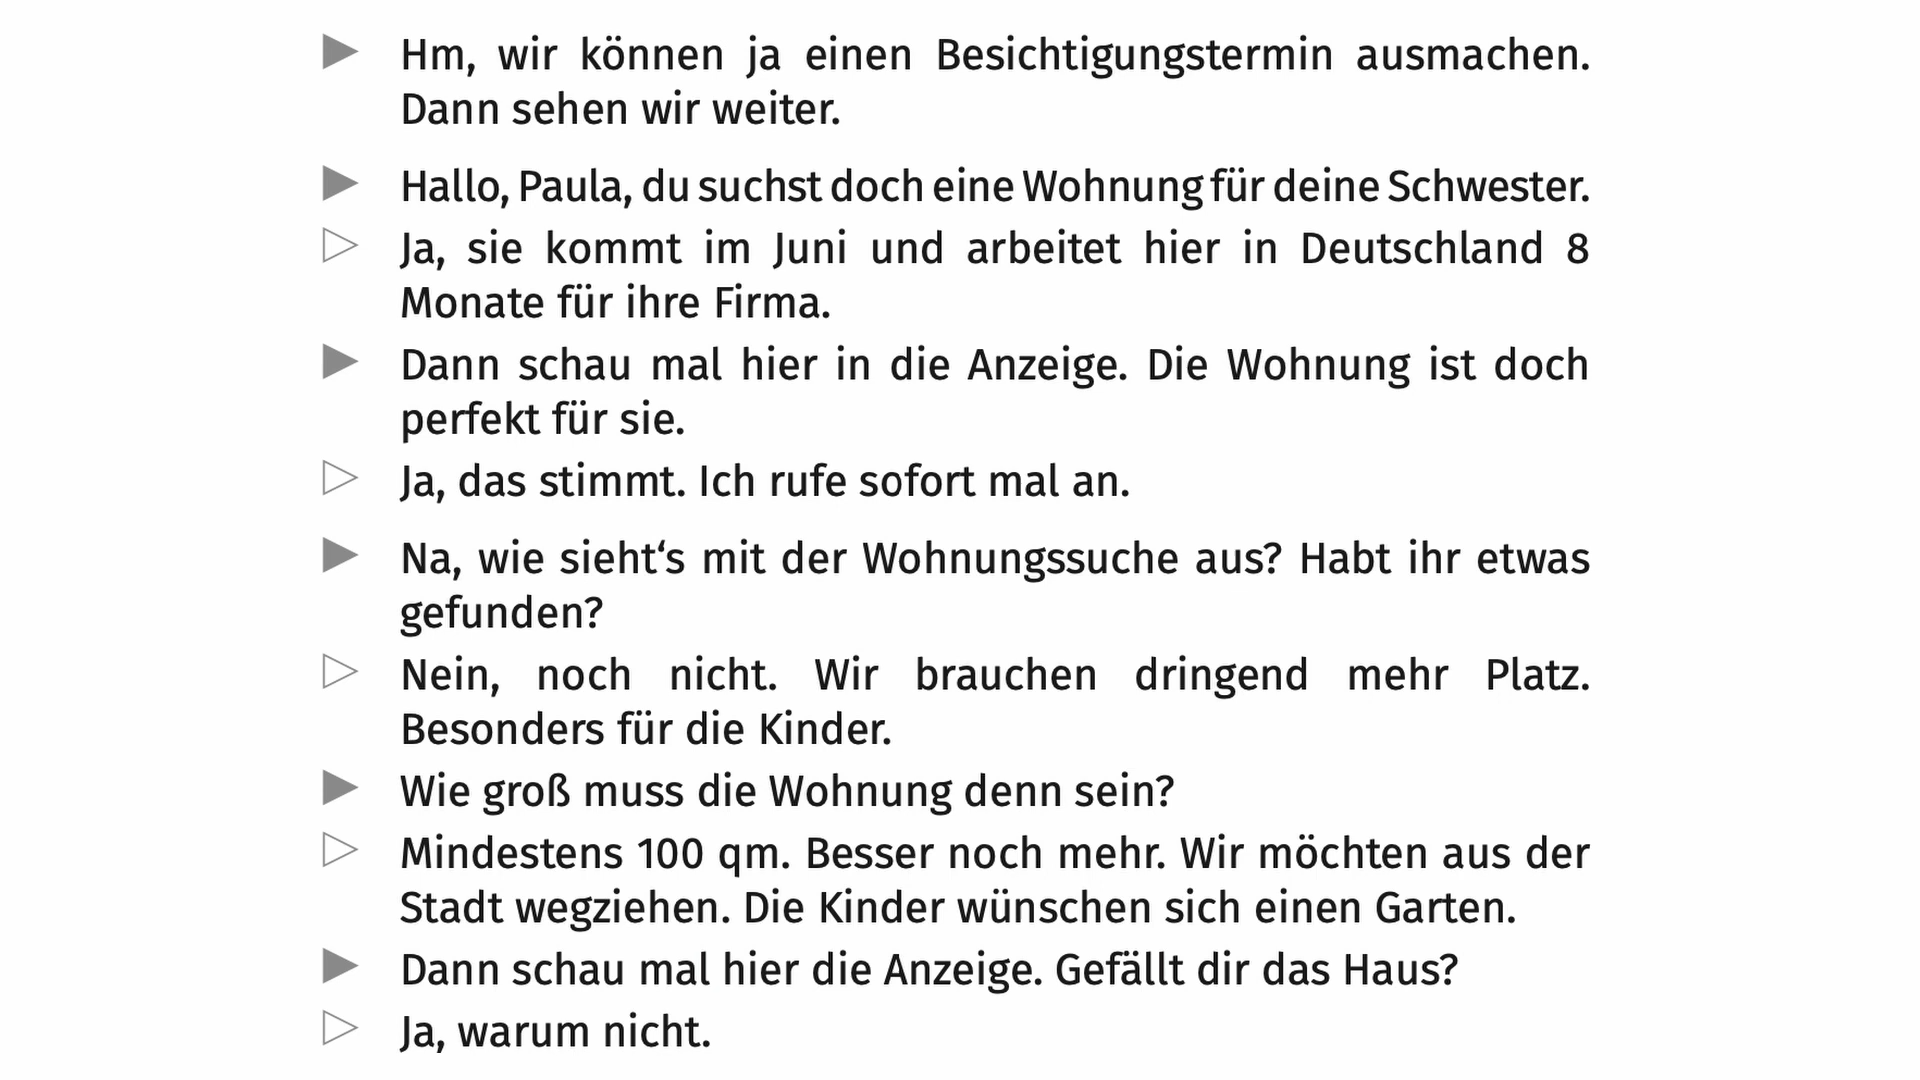 Hm, wir können ja einen Besichtigungstermin ausmachen.
Dann sehen wir weiter.
Hallo, Paula, du suchst doch eine Wohnung für deine Schwester.
Ja, sie kommt im Juni und arbeitet hier in Deutschland 8
Monate für ihre Firma.
Dann schau mal hier in die Anzeige. Die Wohnung ist doch
perfekt für sie.
Ja, das stimmt. Ich rufe sofort mal an.
Na, wie sieht‘s mit der Wohnungssuche aus? Habt ihr etwas
gefunden?
Nein, noch nicht. Wir brauchen dringend mehr Platz.
Besonders für die Kinder.
Wie groß muss die Wohnung denn sein?
Mindestens 100 qm. Besser noch mehr. Wir möchten aus der
Stadt wegziehen. Die Kinder wünschen sich einen Garten.
Dann schau mal hier die Anzeige. Gefällt dir das Haus?
Ja, warum nicht.